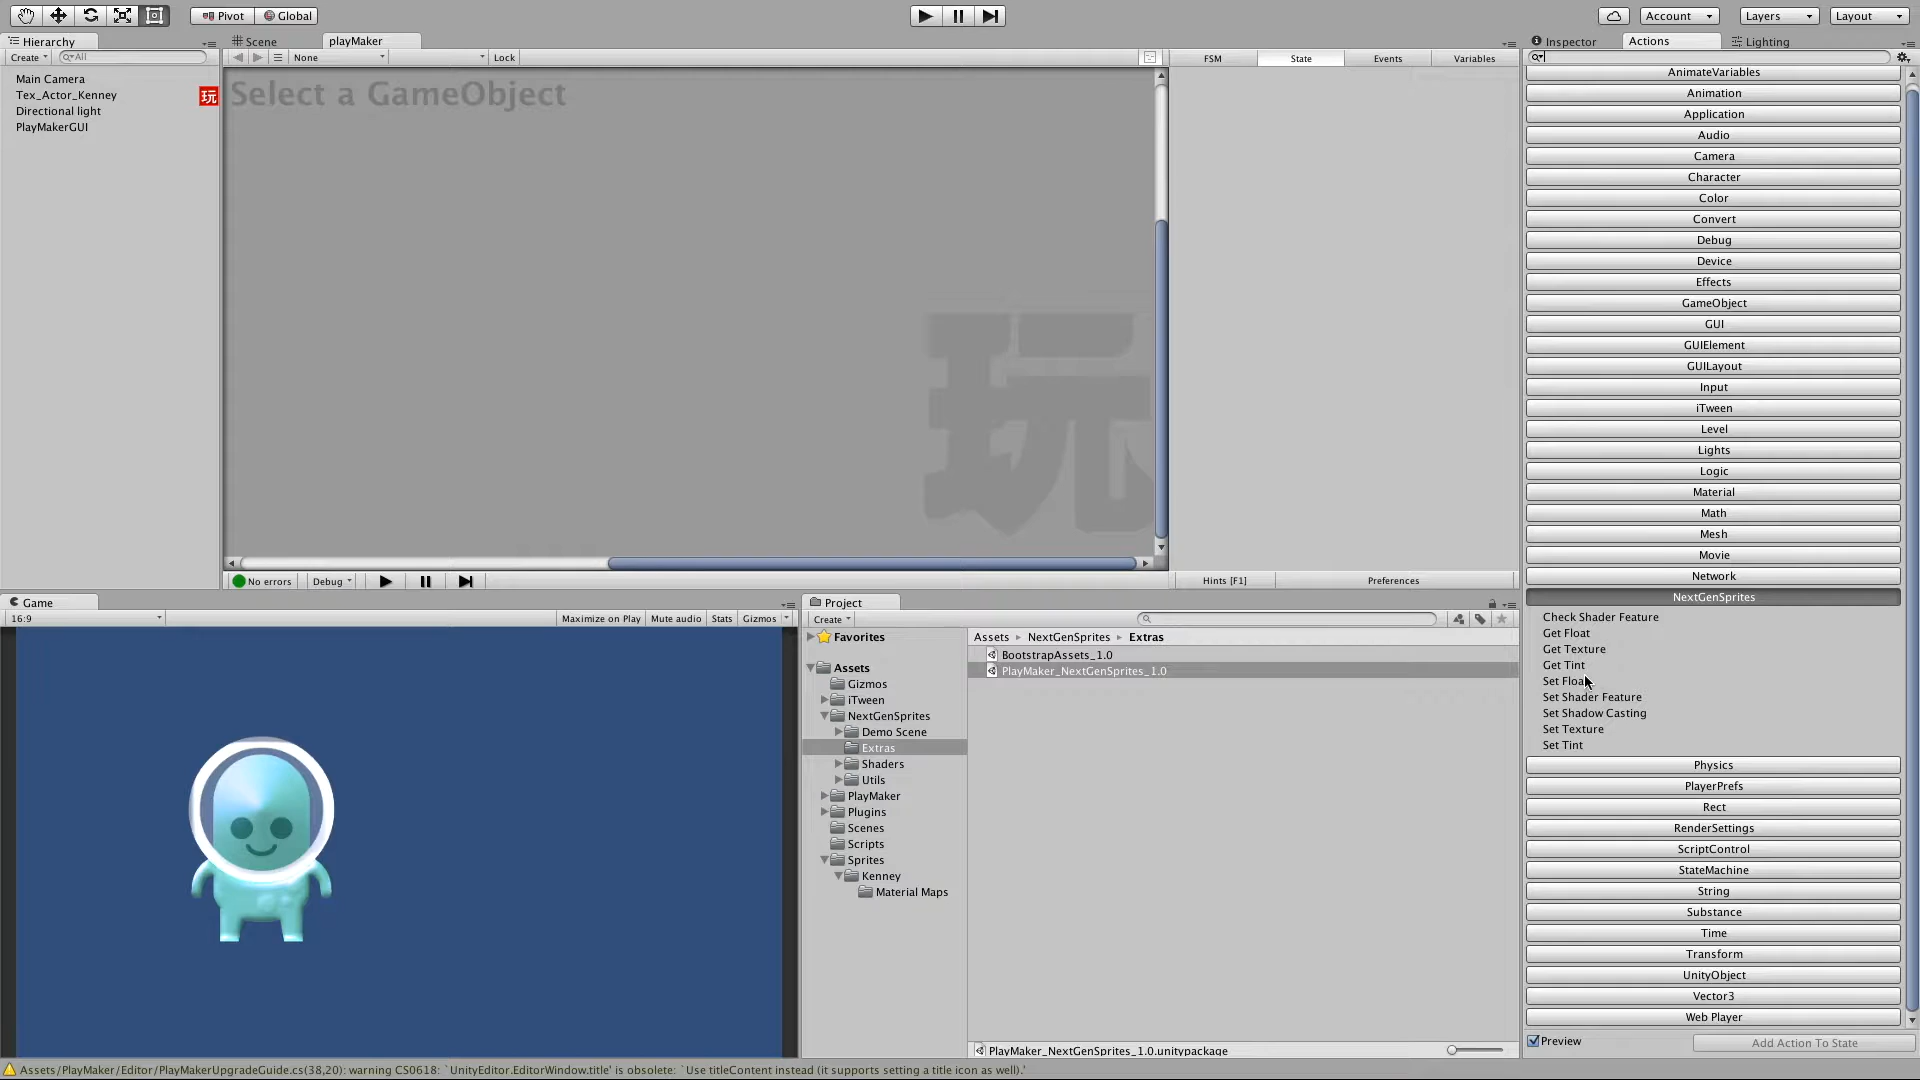 Pivot
Global
Account
Layers
Layout
Hierarchy
Scene
playMaker
Inspector
Actions
Lighting
Create
All
None
Lock
FSM
State
Events
Variables
Main Camera
Tex_Actor_Kenney
玩
Directional light
PlayMakerGUI
Select a GameObject
玩
AnimateVariables
Animation
Application
Audio
Camera
Character
Color
Convert
Debug
Device
Effects
GameObject
GUI
GUIElement
GUILayout
Input
iTween
Level
Lights
Logic
Material
Math
Mesh
Movie
Network
NextGenSprites
Check Shader Feature
Get Float
Get Texture
Get Tint
Set Float
Set Shader Feature
Set Shadow Casting
Set Texture
Set Tint
Physics
PlayerPrefs
Rect
RenderSettings
ScriptControl
StateMachine
String
Substance
Time
Transform
UnityObject
Vector3
Web Player
Preview
Add Action To State
No errors
Debug
Hints [F1]
Preferences
Game
16:9
Maximize on Play
Mute audio
Stats
Gizmos
Project
Create
Favorites
Assets
Gizmos
iTween
NextGenSprites
Demo Scene
Extras
Shaders
Utils
PlayMaker
Plugins
Scenes
Scripts
Sprites
Kenney
Material Maps
Assets ▸ NextGenSprites ▸ Extras
BootstrapAssets_1.0
PlayMaker_NextGenSprites_1.0
PlayMaker_NextGenSprites_1.0.unitypackage
Assets/PlayMaker/Editor/PlayMakerUpgradeGuide.cs(38,20): warning CS0618: `UnityEditor.EditorWindow.title' is obsolete: `Use titleContent instead (it supports setting a title icon as well).'